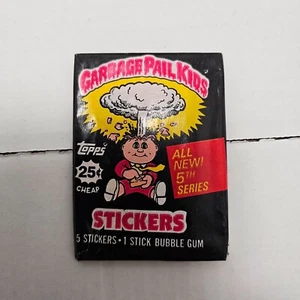 GARBAGE PAIL KIDS
topps
25¢
CHEAP
ALL
NEW!
5TH
SERIES
STICKERS
5 STICKERS • 1 STICK BUBBLE GUM